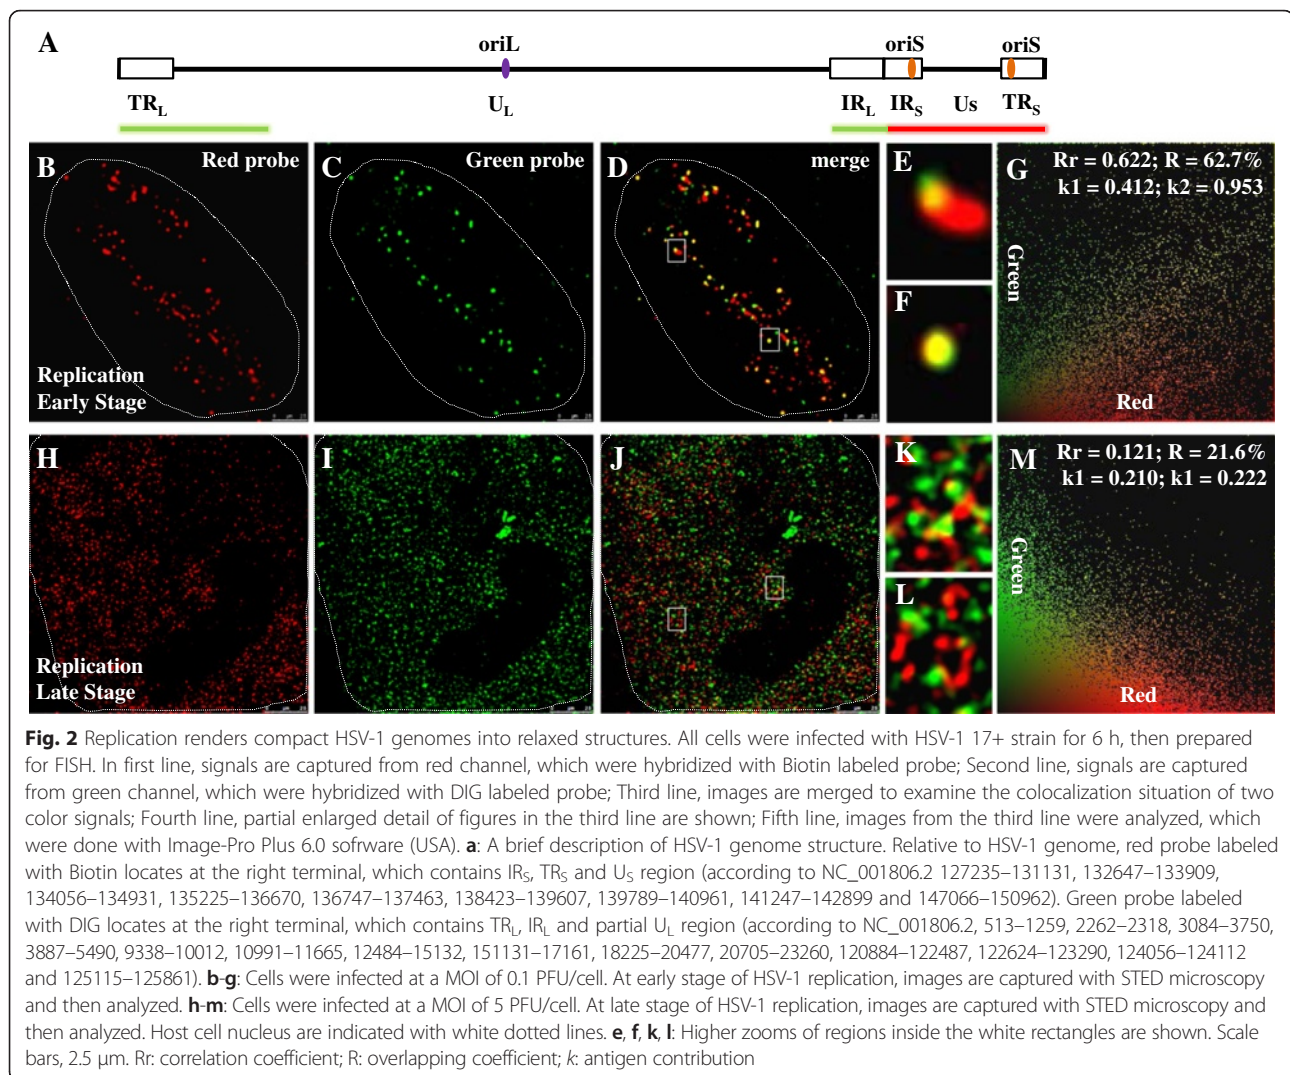 A
oriL
oriS
oriS
TRL
UL
IRL
IRS
Us
TRS
B
Red probe
Replication
Early Stage
C
Green probe
D
merge
E
F
G
Rr = 0.622; R = 62.7%
k1 = 0.412; k2 = 0.953
Green
Red
H
Replication
Late Stage
I
J
K
L
M
Rr = 0.121; R = 21.6%
k1 = 0.210; k1 = 0.222
Green
Red
Fig. 2 Replication renders compact HSV-1 genomes into relaxed structures. All cells were infected with HSV-1 17+ strain for 6 h, then prepared
for FISH. In first line, signals are captured from red channel, which were hybridized with Biotin labeled probe; Second line, signals are captured
from green channel, which were hybridized with DIG labeled probe; Third line, images are merged to examine the colocalization situation of two
color signals; Fourth line, partial enlarged detail of figures in the third line are shown; Fifth line, images from the third line were analyzed, which
were done with Image-Pro Plus 6.0 sofrware (USA). a: A brief description of HSV-1 genome structure. Relative to HSV-1 genome, red probe labeled
with Biotin locates at the right terminal, which contains IRS, TRS and US region (according to NC_001806.2 127235–131131, 132647–133909,
134056–134931, 135225–136670, 136747–137463, 138423–139609, 139789–140961, 141247–142899 and 147066–150962). Green probe labeled
with DIG locates at the right terminal, which contains TRL, IRL and partial UL region (according to NC_001806.2, 513–1259, 2262–2318, 3084–3750,
3887–5490, 9338–10012, 10991–11665, 12484–15132, 151131–17161, 18225–20477, 20705–23260, 120884–122487, 122624–123290, 124056–124112
and 125115–125861). b-g: Cells were infected at a MOI of 0.1 PFU/cell. At early stage of HSV-1 replication, images are captured with STED microscopy
and then analyzed. h-m: Cells were infected at a MOI of 5 PFU/cell. At late stage of HSV-1 replication, images are captured with STED microscopy and
then analyzed. Host cell nucleus are indicated with white dotted lines. e, f, k, l: Higher zooms of regions inside the white rectangles are shown. Scale
bars, 2.5 μm. Rr: correlation coefficient; R: overlapping coefficient; k: antigen contribution